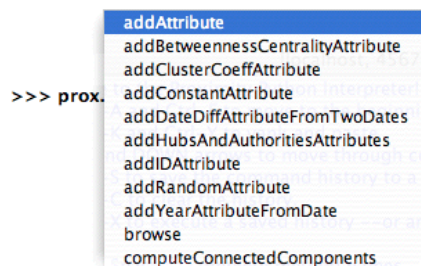 addAttribute
addBetweennessCentralityAttribute
addClusterCoeffAttribute
>>> prox. addConstantAttribute
addDateDiffAttributeFromTwoDates
addHubsAndAuthoritiesAttributes
addIDAttribute
addRandomAttribute
addYearAttributeFromDate
browse
computeConnectedComponents